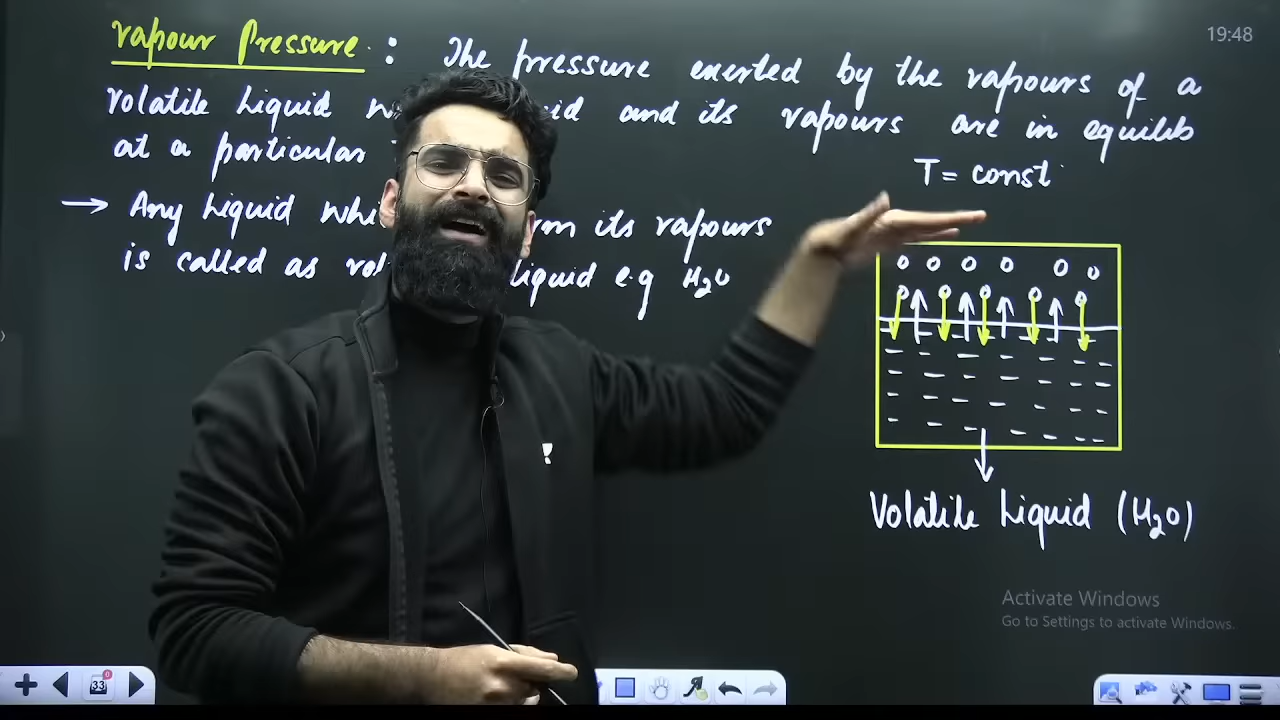 19:48
Vapour Pressure : The pressure exerted by the vapours of a
volatile Liquid and its vapours are in equilib
at a particular
T = const
→ Any Liquid its vapours
is called as liquid e.g H₂O
Volatile Liquid (H₂O)
Activate Windows
Go to Settings to activate Windows.
33